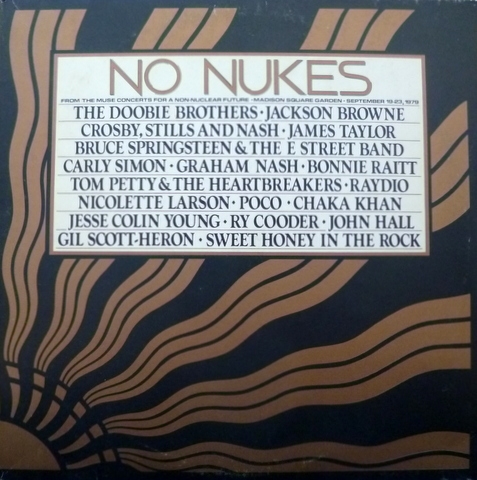 NO NUKES
FROM THE MUSE CONCERTS FOR A NON-NUCLEAR FUTURE · MADISON SQUARE GARDEN · SEPTEMBER 19-23, 1979
THE DOOBIE BROTHERS · JACKSON BROWNE
CROSBY, STILLS AND NASH · JAMES TAYLOR
BRUCE SPRINGSTEEN & THE E STREET BAND
CARLY SIMON · GRAHAM NASH · BONNIE RAITT
TOM PETTY & THE HEARTBREAKERS · RAYDIO
NICOLETTE LARSON · POCO · CHAKA KHAN
JESSE COLIN YOUNG · RY COODER · JOHN HALL
GIL SCOTT-HERON · SWEET HONEY IN THE ROCK